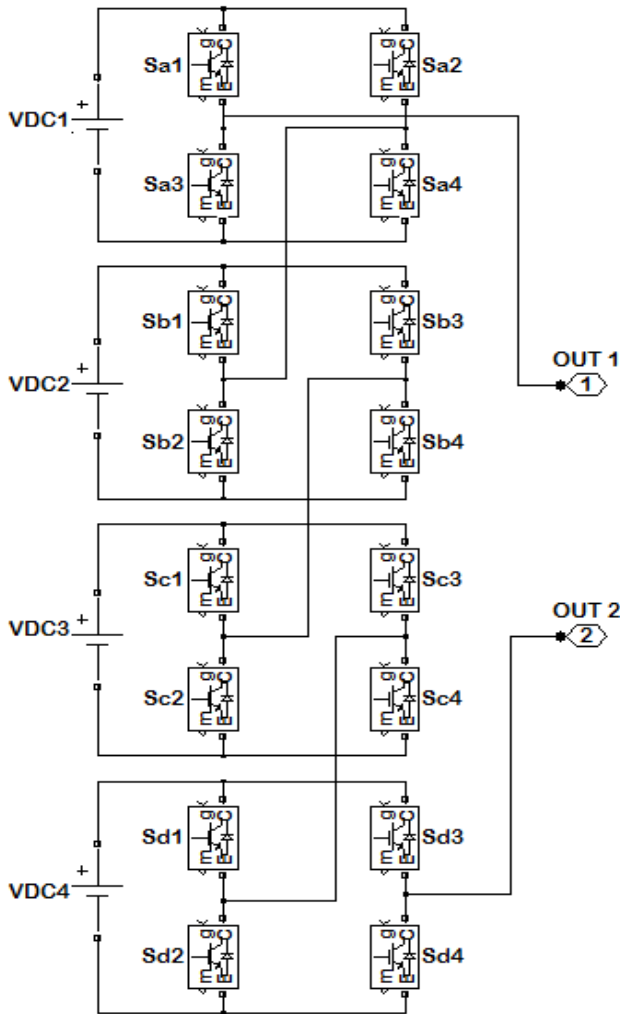 Sa1
Sa2
g C
m E
g C
m E
+
VDC1
Sa3
Sa4
g C
m E
g C
m E
Sb1
Sb3
g C
m E
g C
m E
OUT 1
1
+
VDC2
Sb2
Sb4
g C
m E
g C
m E
Sc1
Sc3
g C
m E
g C
m E
OUT 2
2
+
VDC3
Sc2
Sc4
g C
m E
g C
m E
Sd1
Sd3
g C
m E
g C
m E
+
VDC4
Sd2
Sd4
g C
m E
g C
m E